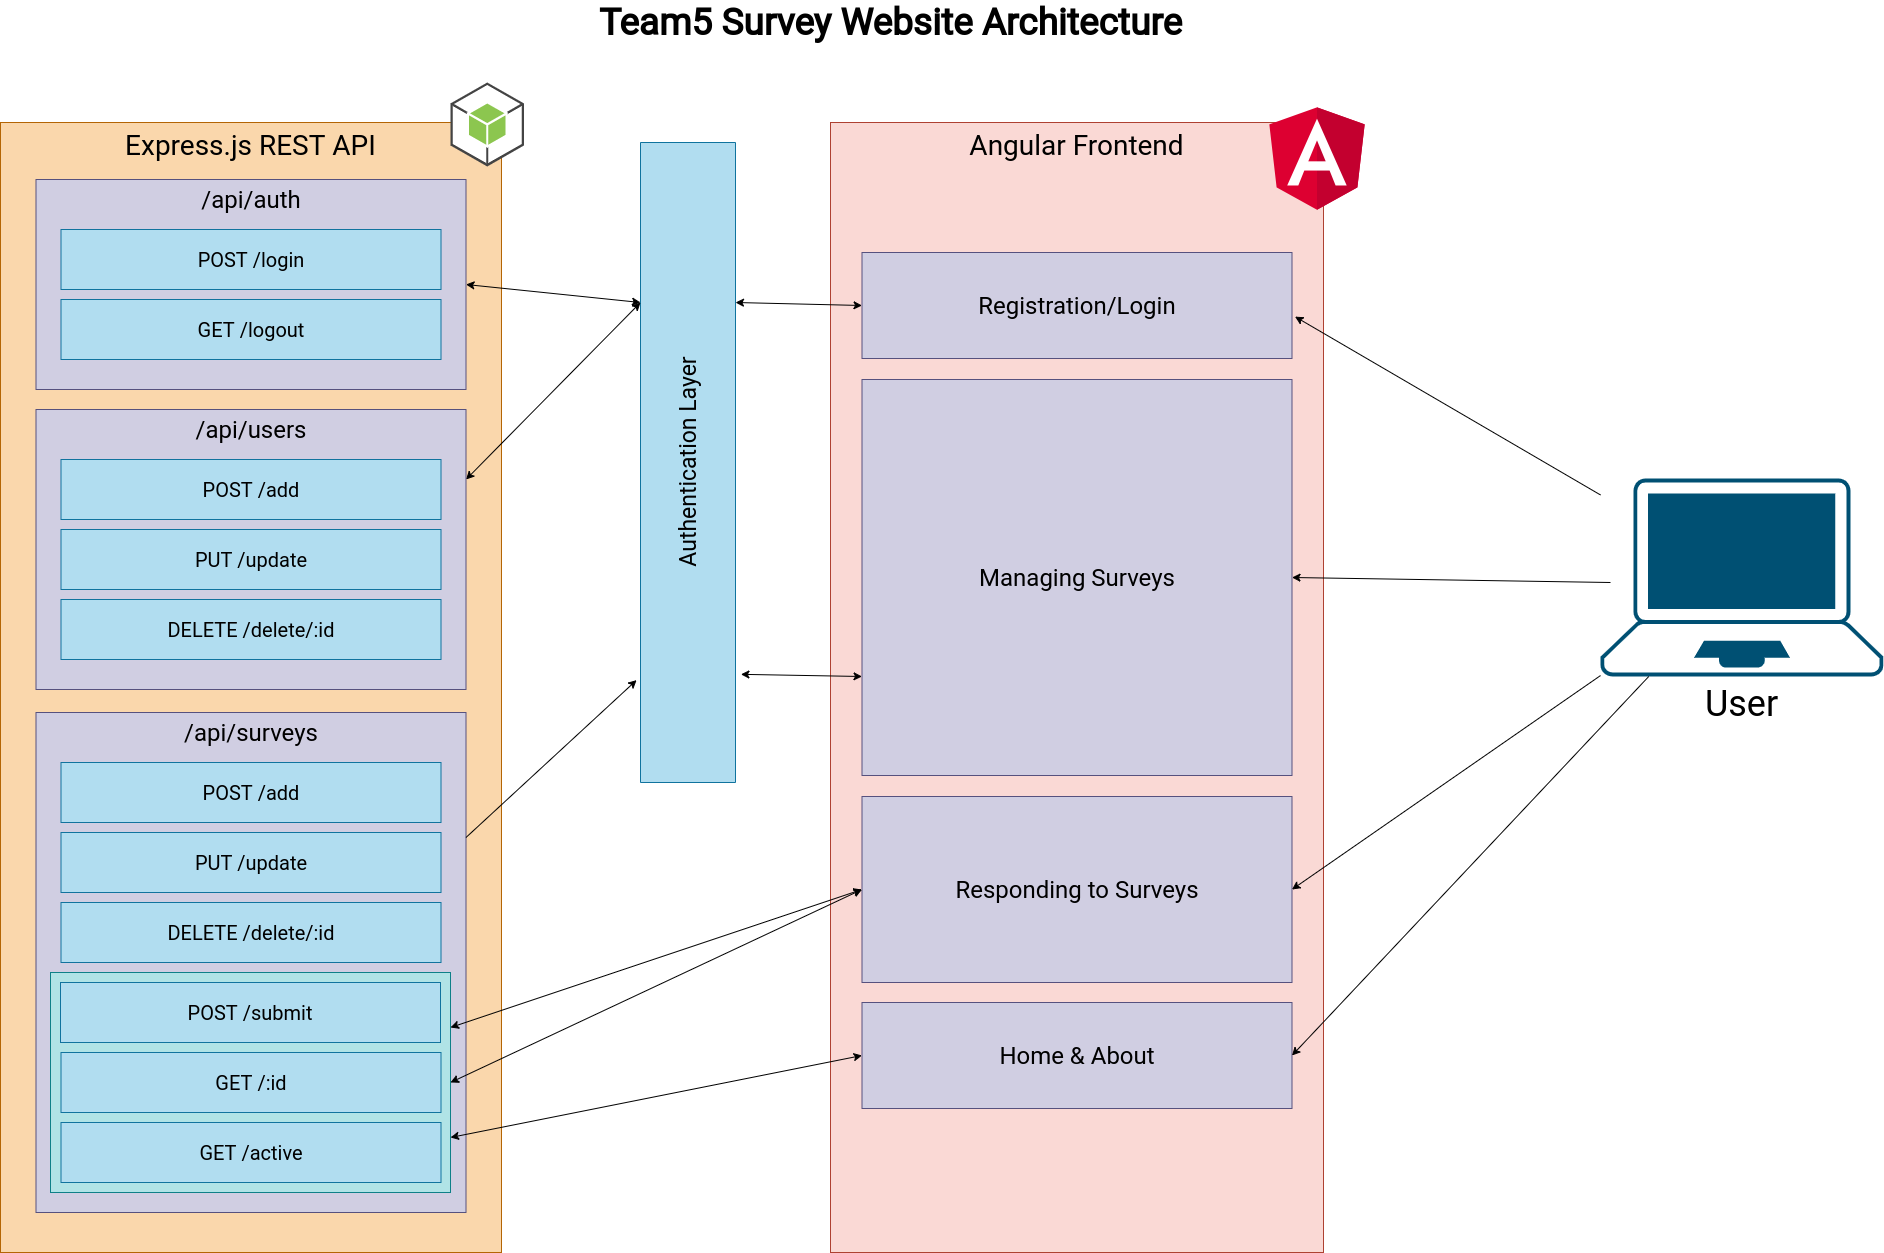 Team5 Survey Website Architecture
Express.js REST API
/api/auth
POST /login
GET /logout
/api/users
POST /add
PUT /update
DELETE /delete/:id
/api/surveys
POST /add
PUT /update
DELETE /delete/:id
POST /submit
GET /:id
GET /active
Authentication Layer
Angular Frontend
A
Registration/Login
Managing Surveys
Responding to Surveys
Home & About
User